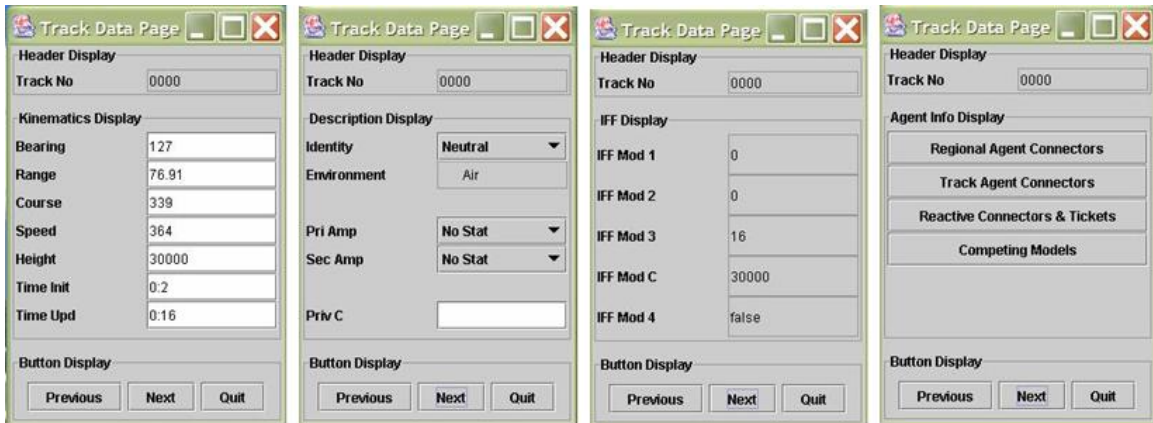 Track Data Page
Header Display
Track No 0000
Kinematics Display
Bearing 127
Range 76.91
Course 339
Speed 364
Height 30000
Time Init 0:2
Time Upd 0:16
Button Display
Previous Next Quit
Track Data Page
Header Display
Track No 0000
Description Display
Identity Neutral
Environment Air
Pri Amp No Stat
Sec Amp No Stat
Priv C
Button Display
Previous Next Quit
Track Data Page
Header Display
Track No 0000
IFF Display
IFF Mod 1 0
IFF Mod 2 0
IFF Mod 3 16
IFF Mod C 30000
IFF Mod 4 false
Button Display
Previous Next Quit
Track Data Page
Header Display
Track No 0000
Agent Info Display
Regional Agent Connectors
Track Agent Connectors
Reactive Connectors & Tickets
Competing Models
Button Display
Previous Next Quit